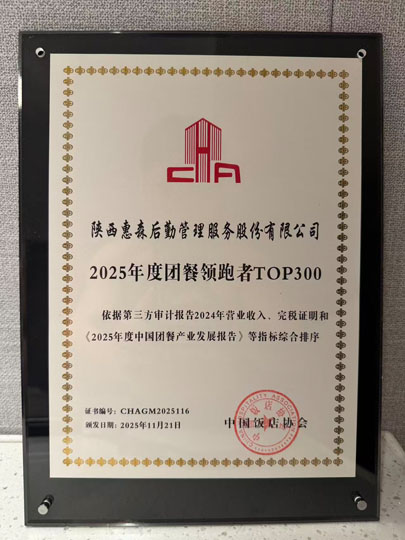 CHA
陕西惠森后勤管理服务股份有限公司
2025年度团餐领跑者TOP300
依据第三方审计报告2024年营业收入、完税证明和
《2025年度中国团餐产业发展报告》等指标综合排序
证书编号：CHAGM2025116
颁发日期：2025年11月21日
中国饭店协会